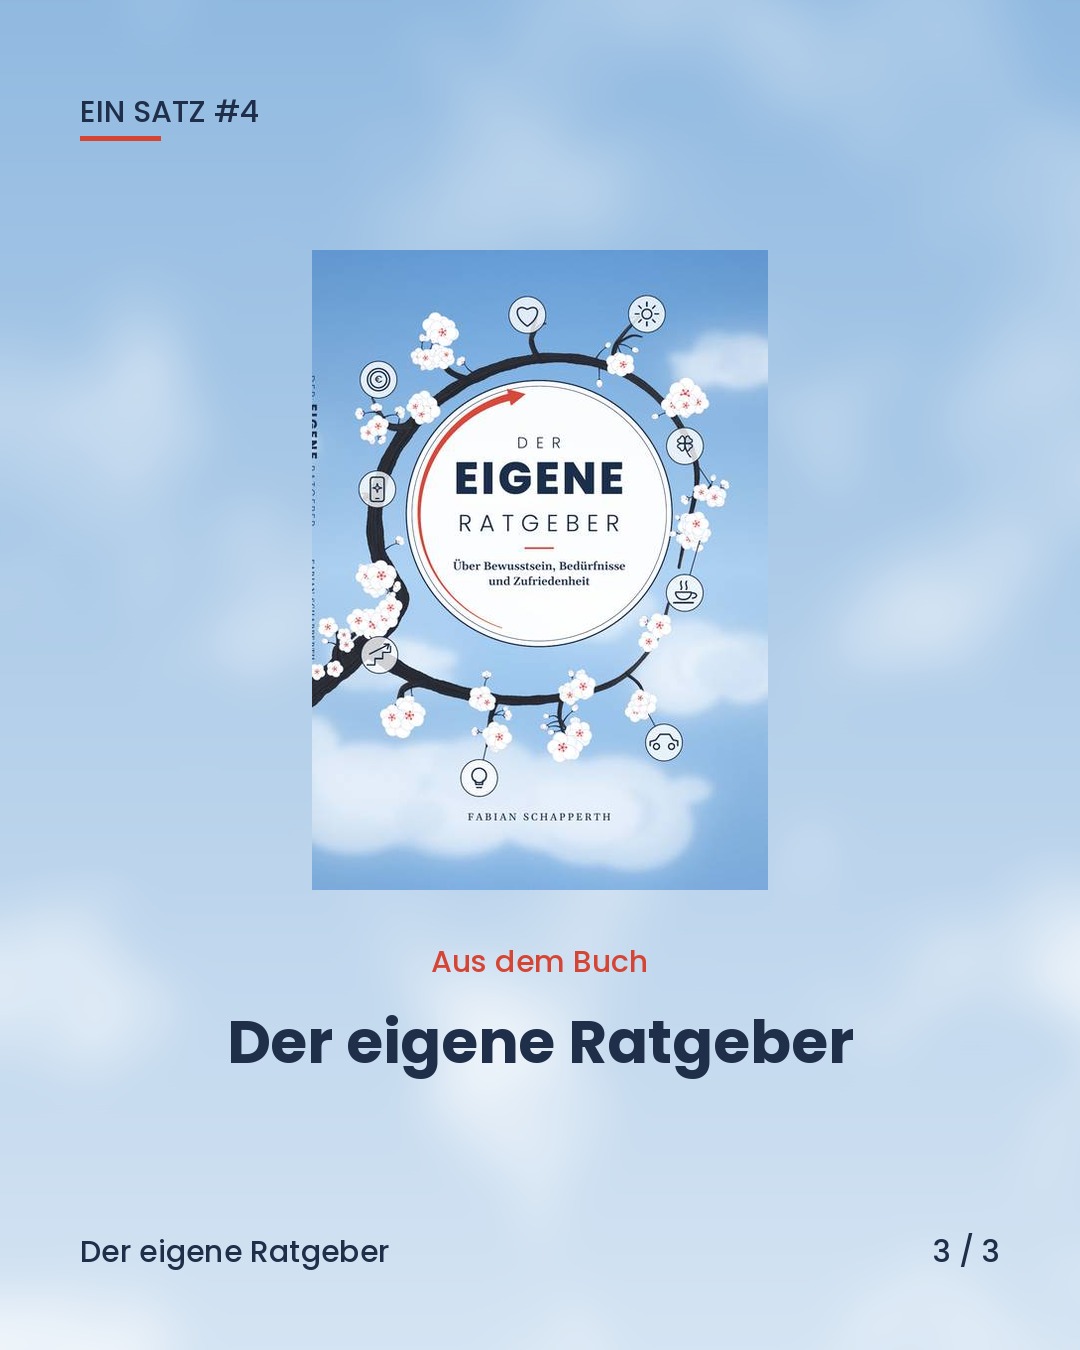 EIN SATZ #4
DER
EIGENE
RATGEBER
Über Bewusstsein, Bedürfnisse
und Zufriedenheit
FABIAN SCHAPPERTH
Aus dem Buch
Der eigene Ratgeber
Der eigene Ratgeber
3 / 3